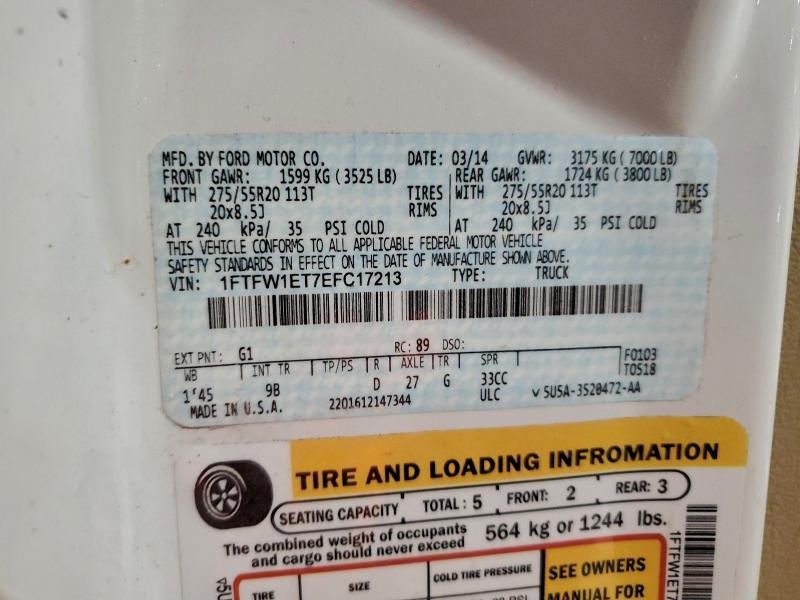 MFD. BY FORD MOTOR CO. DATE: 03/14 GVWR: 3175 KG ( 7000 LB)
FRONT GAWR: 1599 KG ( 3525 LB) REAR GAWR: 1724 KG ( 3800 LB)
WITH 275/55R20 113T TIRES WITH 275/55R20 113T TIRES
20x8.5J RIMS 20x8.5J RIMS
AT 240 kPa/ 35 PSI COLD AT 240 kPa/ 35 PSI COLD
THIS VEHICLE CONFORMS TO ALL APPLICABLE FEDERAL MOTOR VEHICLE
SAFETY STANDARDS IN EFFECT ON THE DATE OF MANUFACTURE SHOWN ABOVE.
VIN: 1FTFW1ET7EFC17213 TYPE: TRUCK
EXT PNT: G1 RC: 89 DSO: F0103
WB INT TR TP/PS R AXLE TR SPR T0518
1'45 9B D 27 G 33CC
MADE IN U.S.A. 2201612147344 ULC v 5U5A-3520472-AA
TIRE AND LOADING INFROMATION
SEATING CAPACITY TOTAL : 5 FRONT: 2 REAR: 3
The combined weight of occupants
and cargo should never exceed 564 kg or 1244 lbs.
TIRE SIZE COLD TIRE PRESSURE SEE OWNERS
MANUAL FOR
1FTFW1ET7